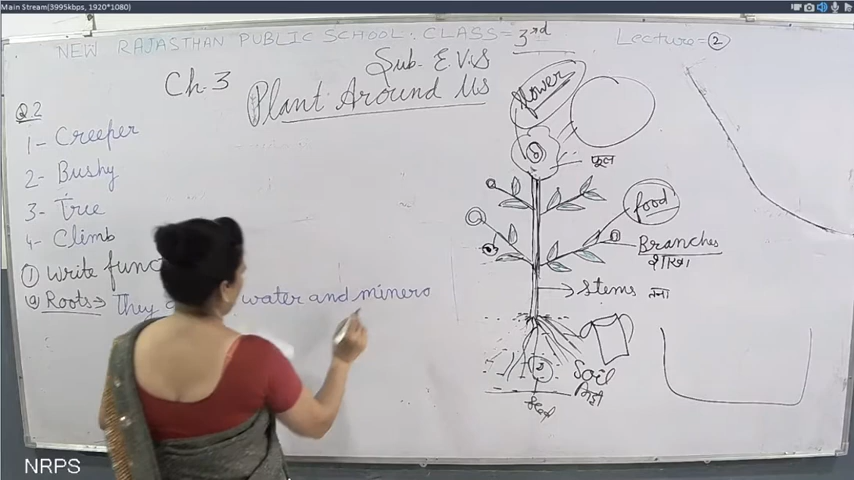 Main Stream(3995kbps, 1920*1080)
NEW RAJASTHAN PUBLIC SCHOOL. CLASS = 3rd
Lecture = ②
Sub. E.V.S
Ch. 3
Plant Around Us
Q.2
1- Creeper
2- Bushy
3- Tree
4- Climb
① Write func
② Roots → They water and minera
flower
फूल
food
Branches
शाखा
Stems तना
Soil
मिट्टी
NRPS